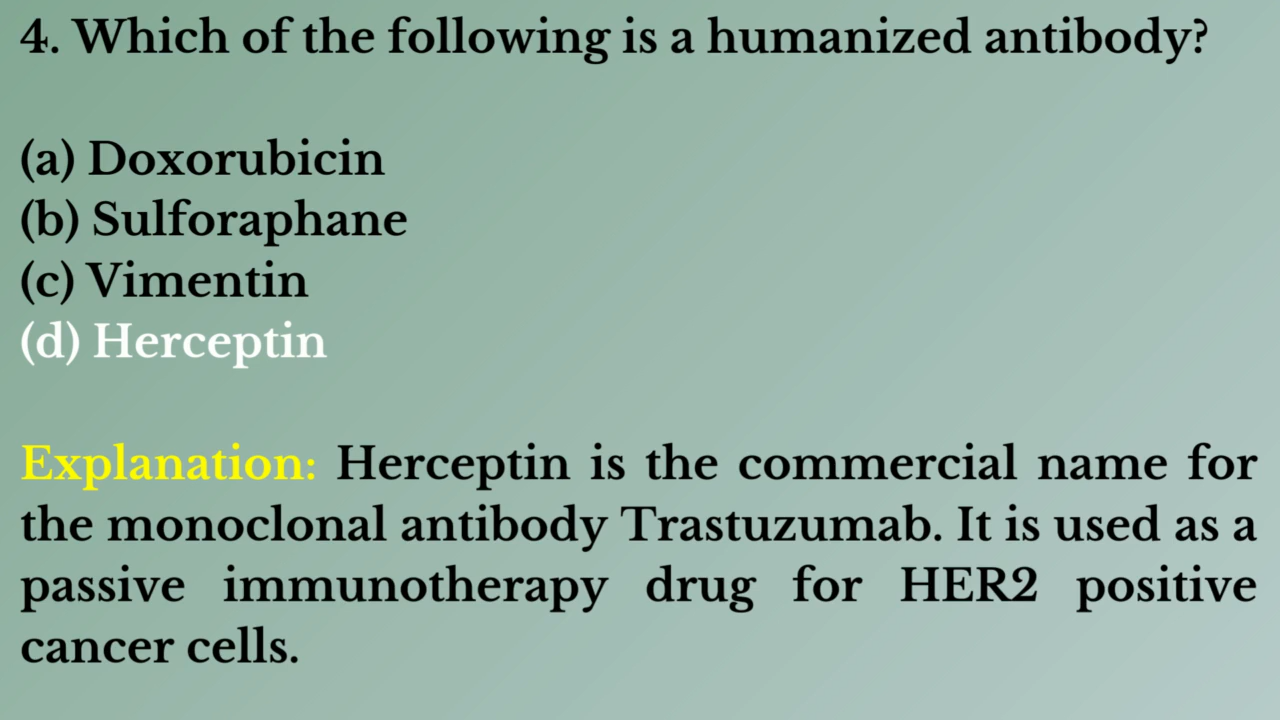 4. Which of the following is a humanized antibody?
(a) Doxorubicin
(b) Sulforaphane
(c) Vimentin
(d) Herceptin
Explanation: Herceptin is the commercial name for
the monoclonal antibody Trastuzumab. It is used as a
passive immunotherapy drug for HER2 positive
cancer cells.